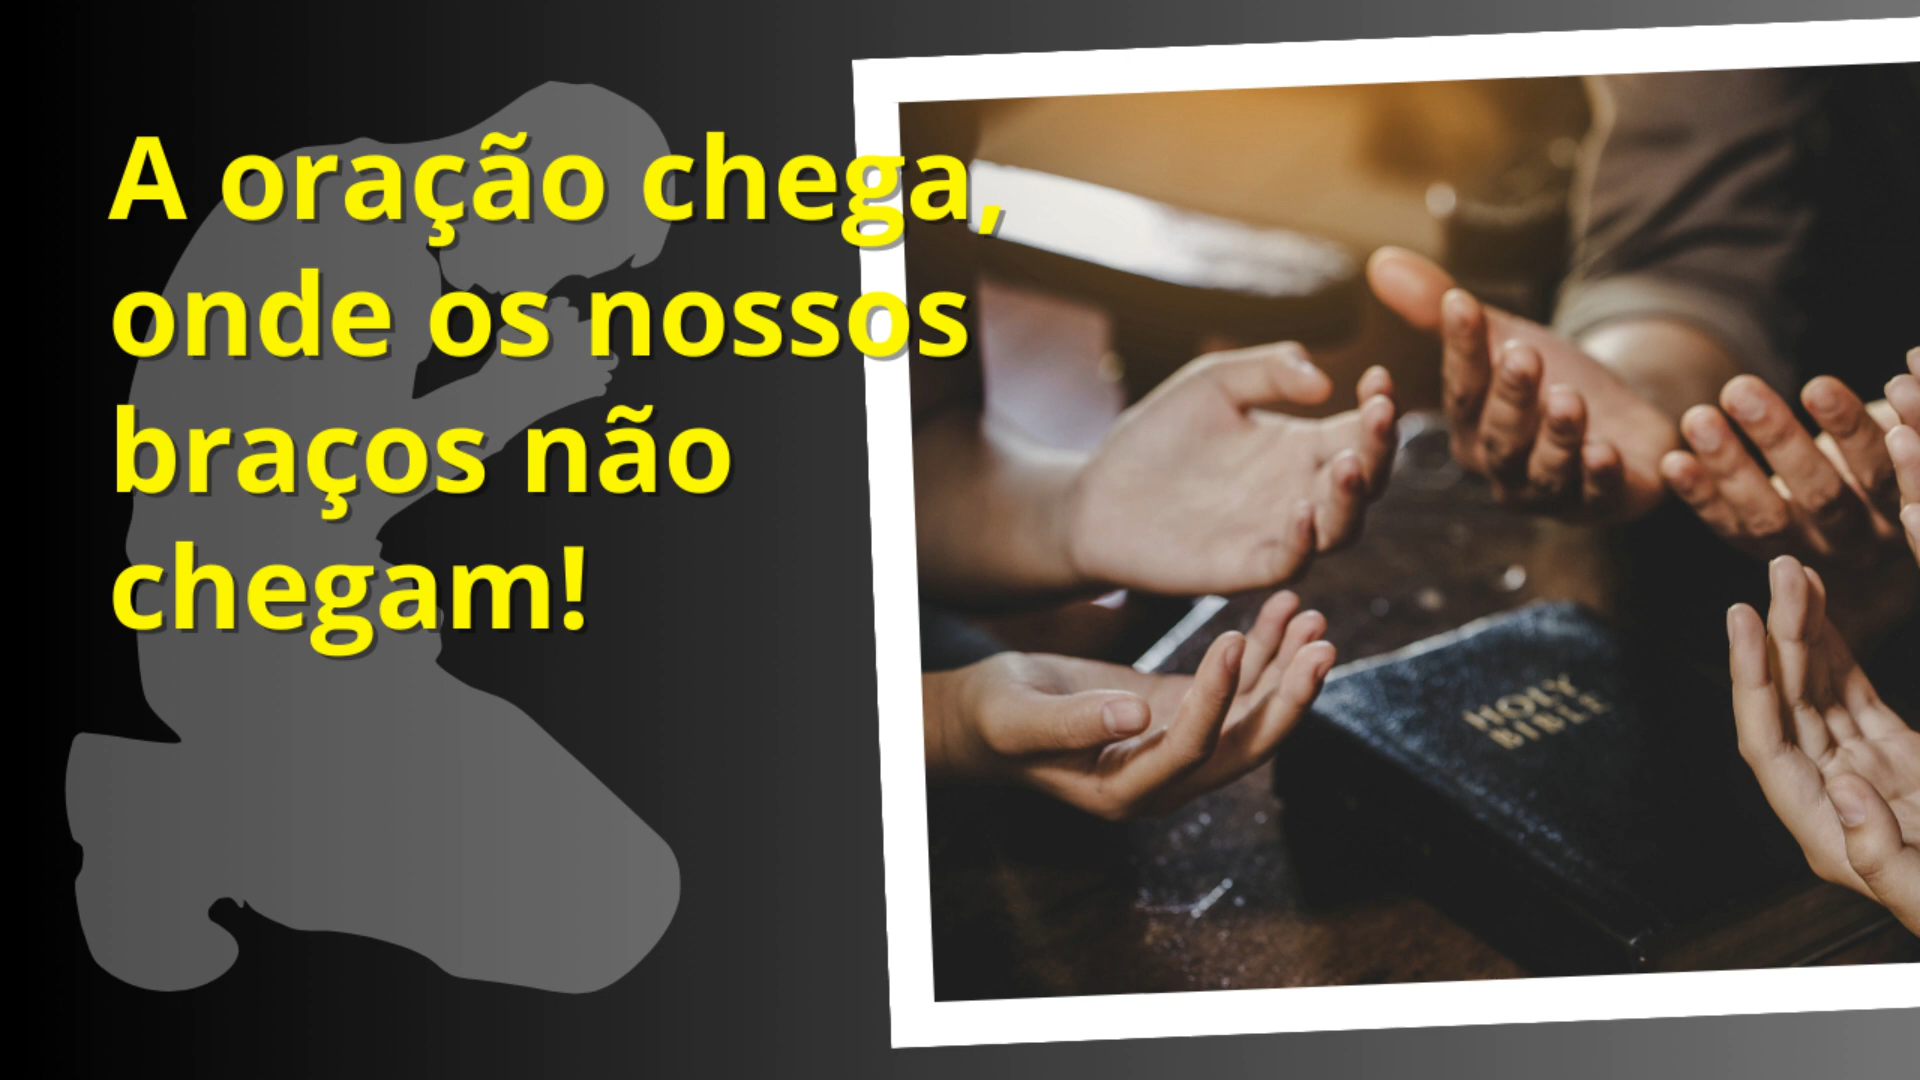 A oração chega,
onde os nossos
braços não
chegam!
HOLY
BIBLE